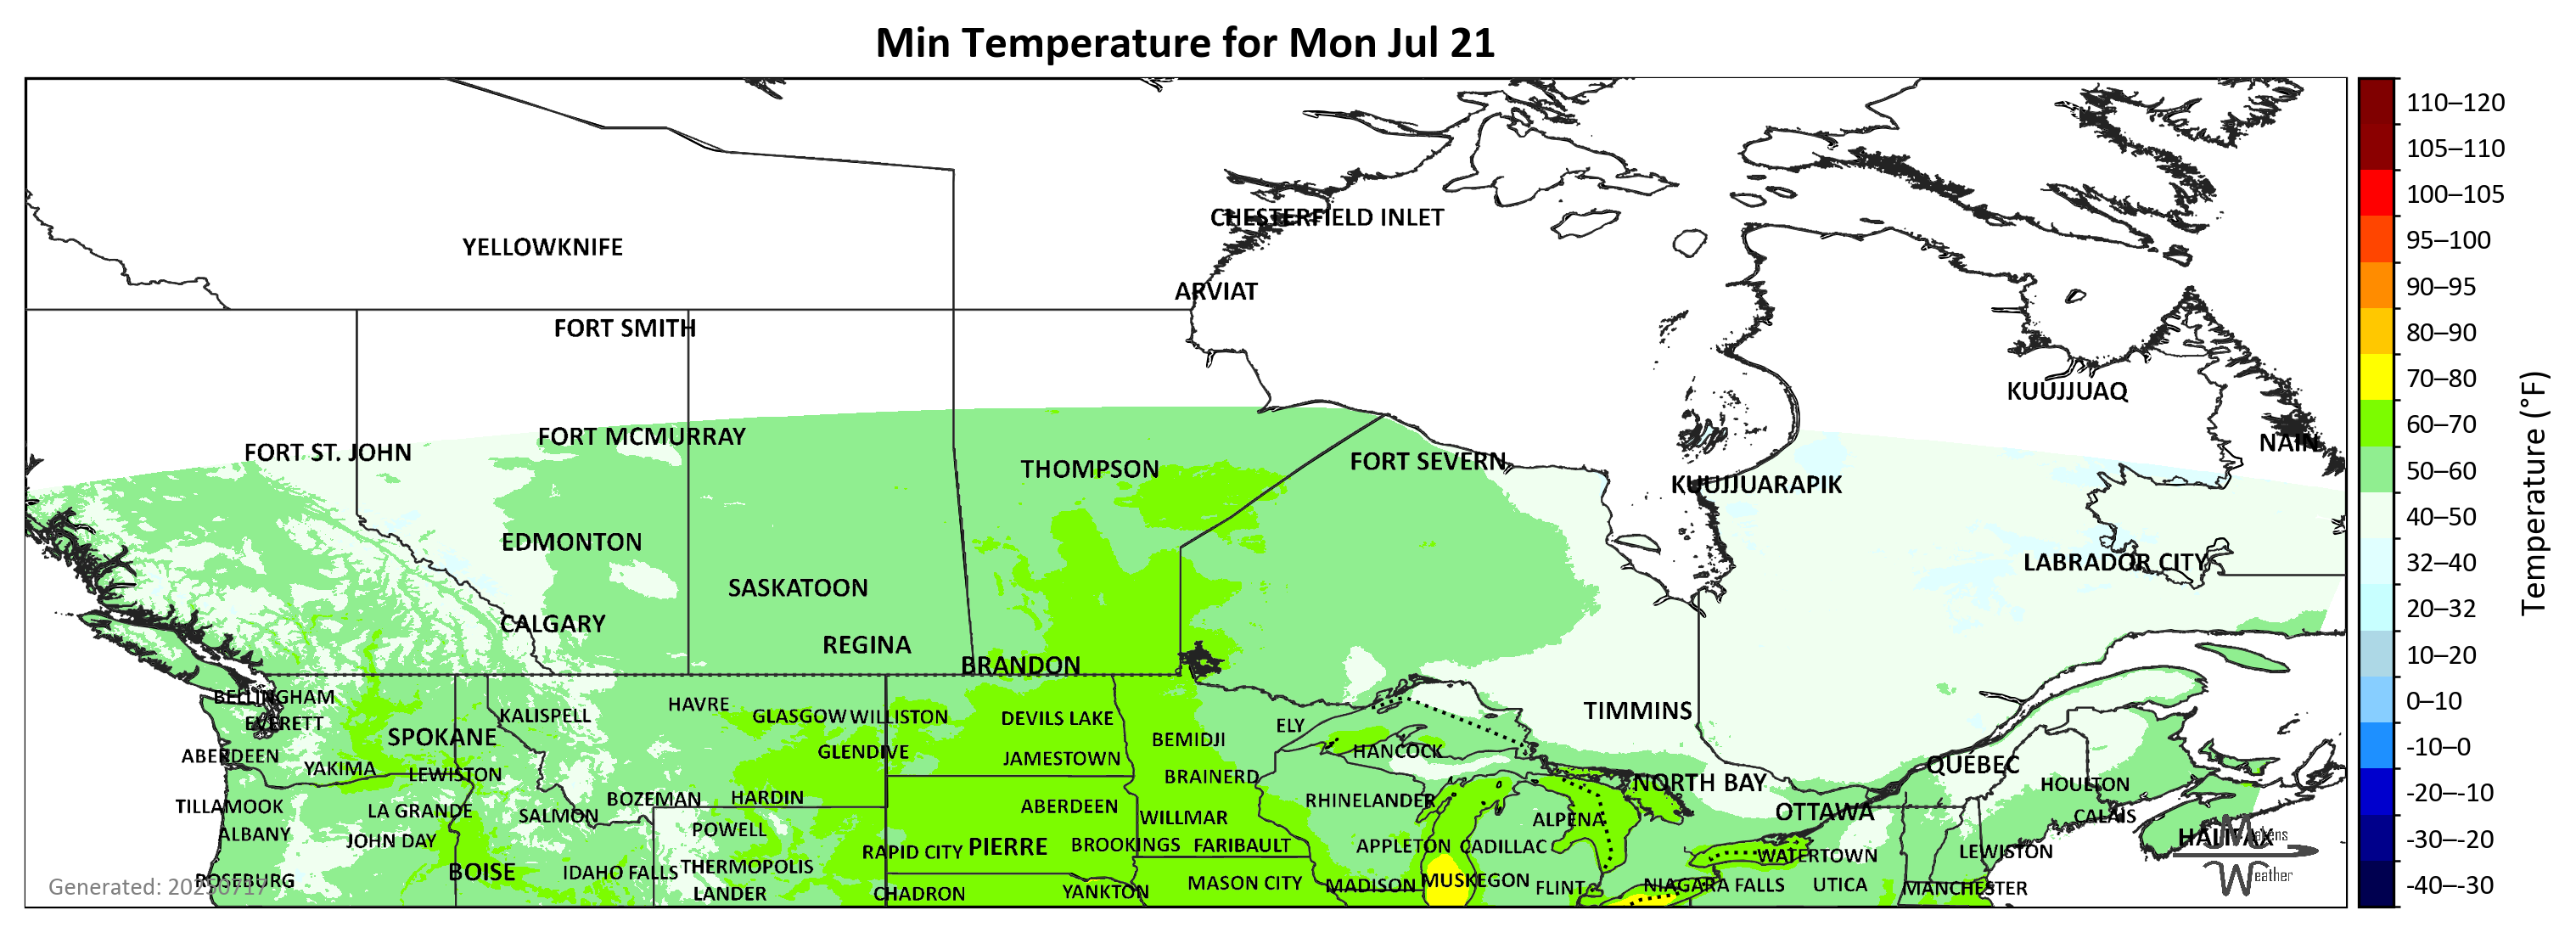 Min Temperature for Mon Jul 21
110–120
105–110
CHESTERFIELD INLET
100–105
YELLOWKNIFE
95–100
ARVIAT
90–95
FORT SMITH
80–90
KUUJJUAQ
70–80
FORT MCMURRAY
60–70
FORT ST. JOHN
NAIN
THOMPSON
FORT SEVERN
50–60
KUUJJUARAPIK
40–50
EDMONTON
LABRADOR CITY
32–40
Temperature (°F)
SASKATOON
20–32
CALGARY
REGINA
10–20
BRANDON
BELLINGHAM
HAVRE
0–10
KALISPELL
GLASGOW
WILLISTON
DEVILS LAKE
TIMMINS
EVERETT
ELY
SPOKANE
BEMIDJI
-10–0
ABERDEEN
GLENDIVE
JAMESTOWN
HANCOCK
YAKIMA
LEWISTON
BRAINERD
QUÉBEC
NORTH BAY
HOULTON
-20–-10
BOZEMAN
HARDIN
RHINELANDER
TILLAMOOK
LA GRANDE
SALMON
ABERDEEN
WILLMAR
OTTAWA
CALAIS
ALPENA
ALBANY
JOHN DAY
POWELL
HALIFAX
Makens
-30–-20
RAPID CITY
PIERRE
BROOKINGS
FARIBAULT
APPLETON
CADILLAC
WATERTOWN
LEWISTON
BOISE
IDAHO FALLS
THERMOPOLIS
Weather
Generamed: 20250717
ROSEBURG
MASON CITY
MADISON
MUSKEGON
FLINT
NIAGARA FALLS
UTICA
MANCHESTER
-40–-30
LANDER
CHADRON
YANKTON